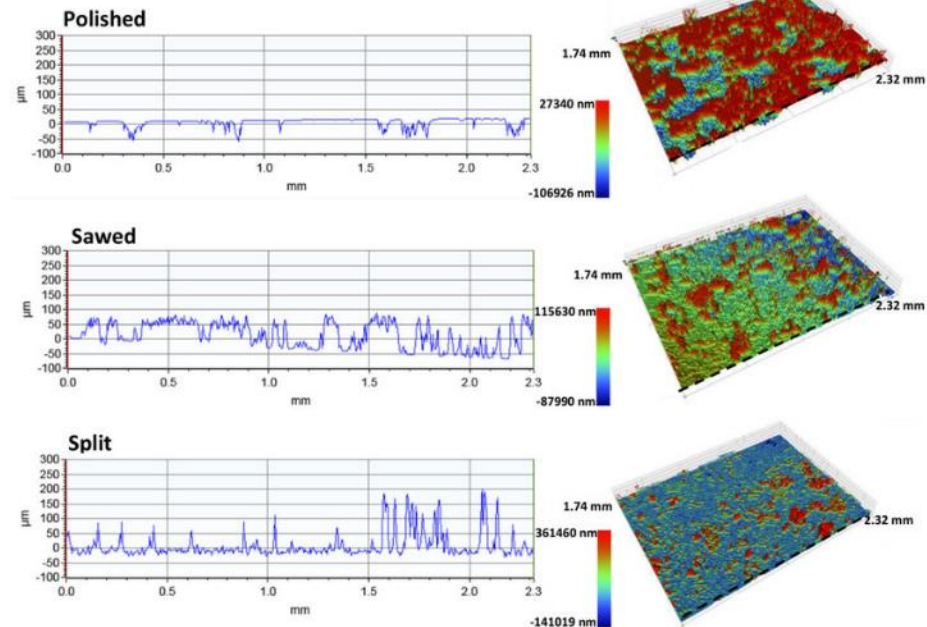 Polished
300
250
200
150
100
50
0
-50
-100
µm
0.0 0.5 1.0 1.5 2.0 2.3
mm
1.74 mm
2.32 mm
27340 nm
-106926 nm
Sawed
300
250
200
150
100
50
0
-50
-100
µm
0.0 0.5 1.0 1.5 2.0 2.3
mm
1.74 mm
2.32 mm
115630 nm
-87990 nm
Split
300
250
200
150
100
50
0
-50
-100
µm
0.0 0.5 1.0 1.5 2.0 2.3
mm
1.74 mm
2.32 mm
361460 nm
-141019 nm